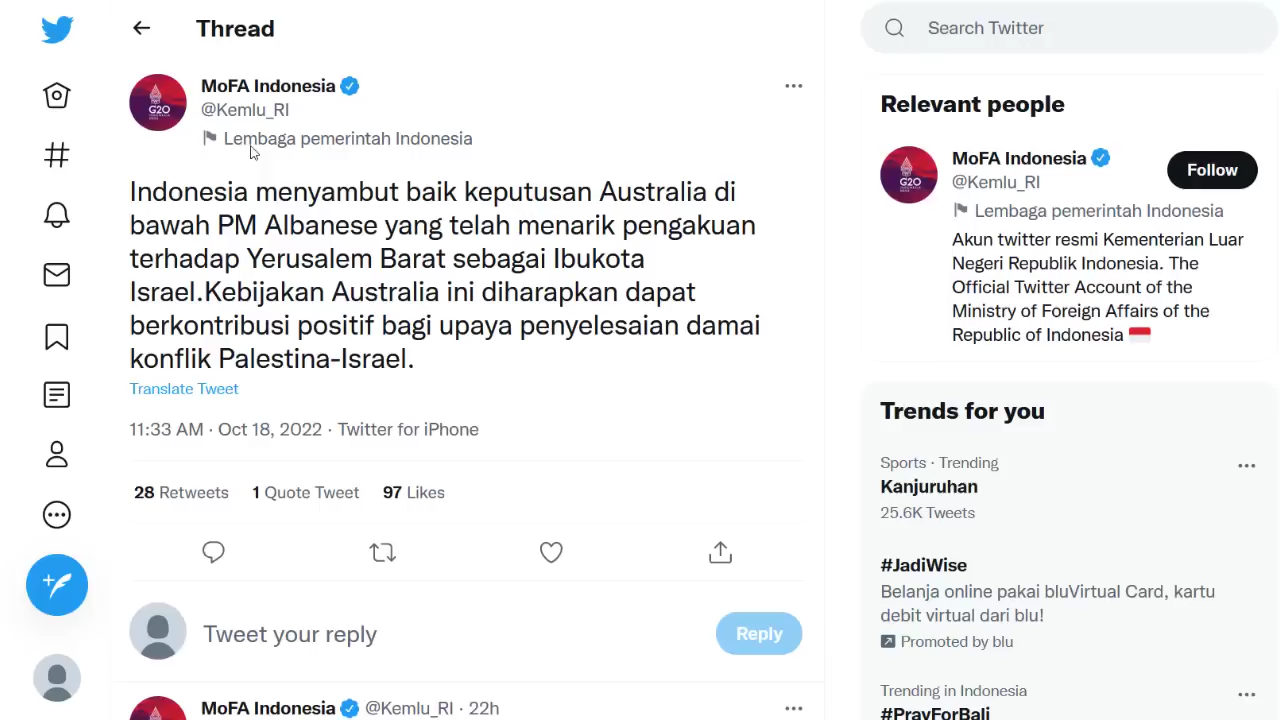 Thread
MoFA Indonesia
@Kemlu_RI
Lembaga pemerintah Indonesia
Indonesia menyambut baik keputusan Australia di
bawah PM Albanese yang telah menarik pengakuan
terhadap Yerusalem Barat sebagai Ibukota
Israel.Kebijakan Australia ini diharapkan dapat
berkontribusi positif bagi upaya penyelesaian damai
konflik Palestina-Israel.
Translate Tweet
11:33 AM · Oct 18, 2022 · Twitter for iPhone
28 Retweets 1 Quote Tweet 97 Likes
Tweet your reply
Reply
MoFA Indonesia @Kemlu_RI · 22h
Search Twitter
Relevant people
MoFA Indonesia
@Kemlu_RI
Follow
Lembaga pemerintah Indonesia
Akun twitter resmi Kementerian Luar
Negeri Republik Indonesia. The
Official Twitter Account of the
Ministry of Foreign Affairs of the
Republic of Indonesia
Trends for you
Sports · Trending
Kanjuruhan
25.6K Tweets
#JadiWise
Belanja online pakai bluVirtual Card, kartu
debit virtual dari blu!
Promoted by blu
Trending in Indonesia
#PrayForBali
G20
G20